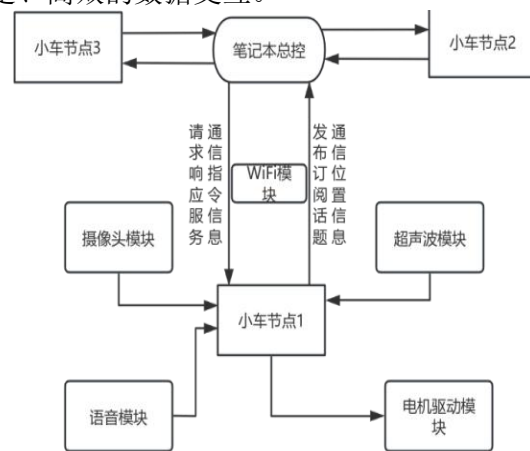 、高效的数据交互。
小车节点3
笔记本总控
小车节点2
请求响应服务
通信指令信息
WiFi模
块
发布订阅话题
通信位置信息
摄像头模块
超声波模块
小车节点1
语音模块
电机驱动模
块